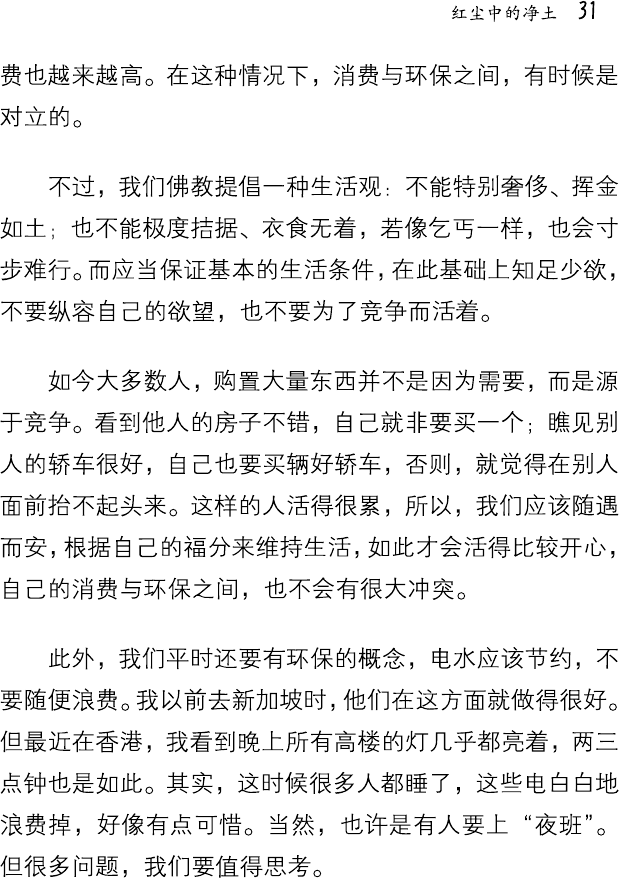 红尘中的净土 31
费也越来越高。在这种情况下，消费与环保之间，有时候是
对立的。
不过，我们佛教提倡一种生活观：不能特别奢侈、挥金
如土；也不能极度拮据、衣食无着，若像乞丐一样，也会寸
步难行。而应当保证基本的生活条件，在此基础上知足少欲，
不要纵容自己的欲望，也不要为了竞争而活着。
如今大多数人，购置大量东西并不是因为需要，而是源
于竞争。看到他人的房子不错，自己就非要买一个；瞧见别
人的轿车很好，自己也要买辆好轿车，否则，就觉得在别人
面前抬不起头来。这样的人活得很累，所以，我们应该随遇
而安，根据自己的福分来维持生活，如此才会活得比较开心，
自己的消费与环保之间，也不会有很大冲突。
此外，我们平时还要有环保的概念，电水应该节约，不
要随便浪费。我以前去新加坡时，他们在这方面就做得很好。
但最近在香港，我看到晚上所有高楼的灯几乎都亮着，两三
点钟也是如此。其实，这时候很多人都睡了，这些电白白地
浪费掉，好像有点可惜。当然，也许是有人要上“夜班”。
但很多问题，我们要值得思考。